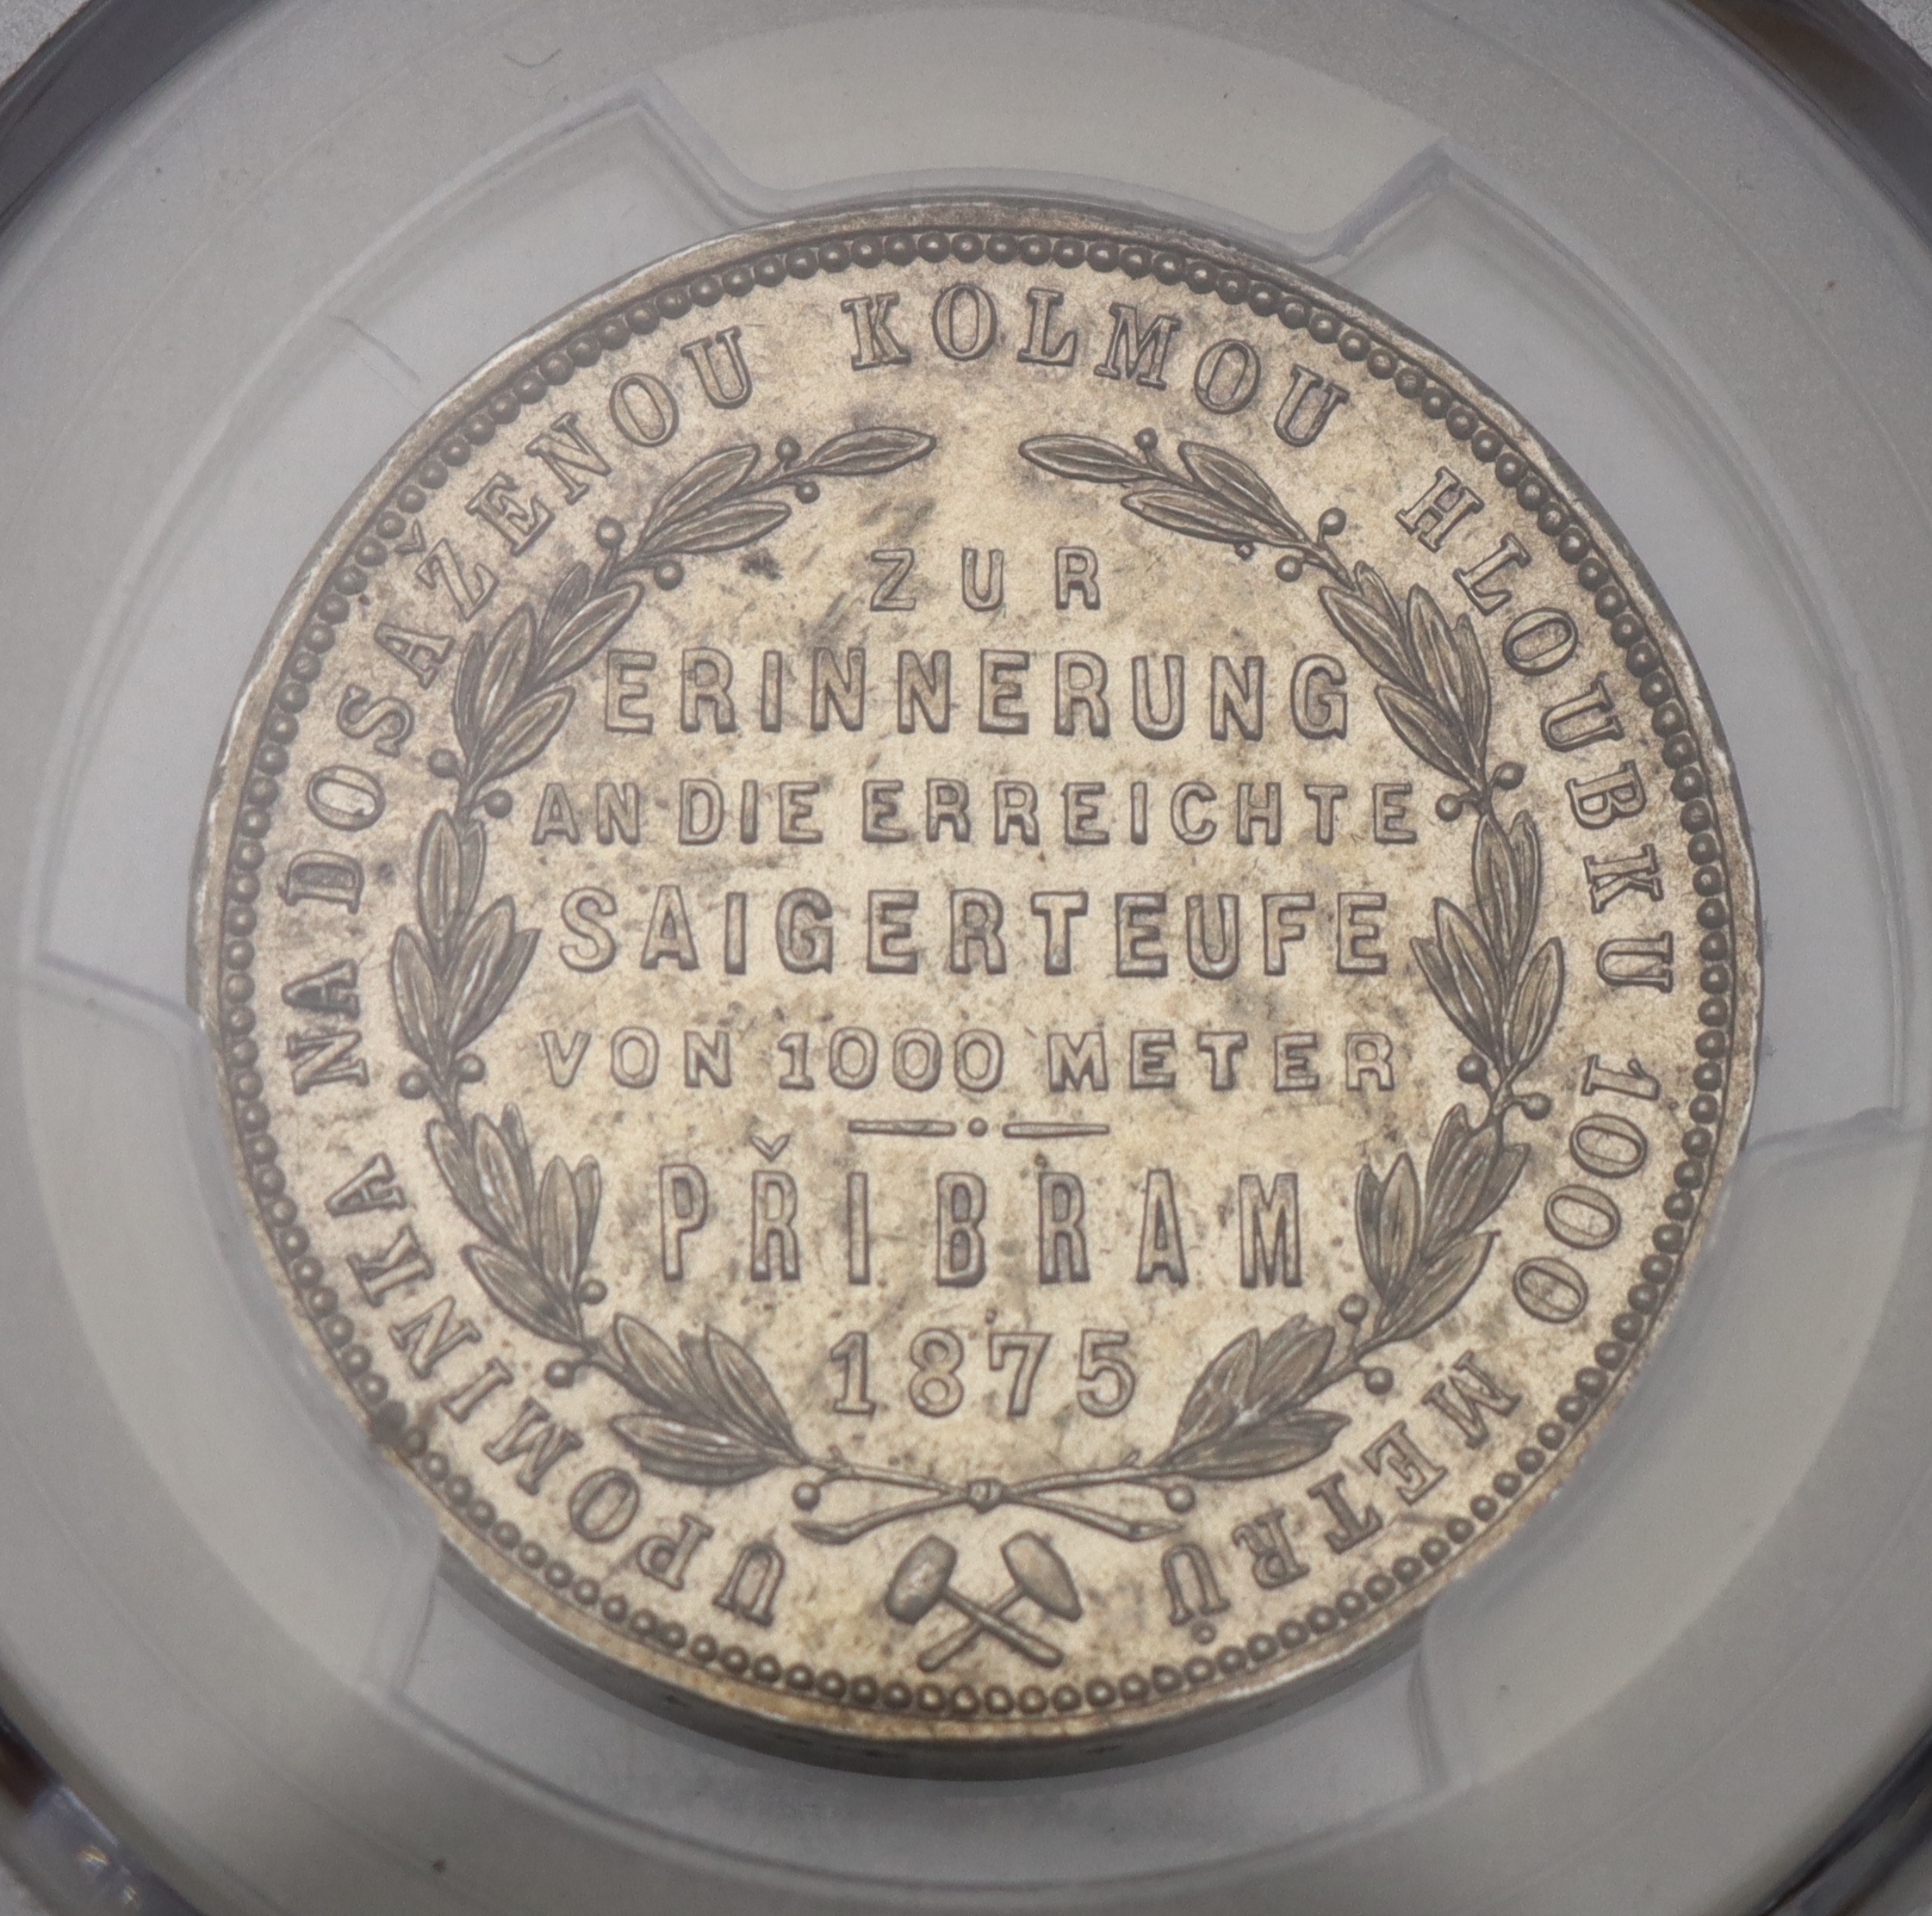 UPOMINKA NA DOSAŽENOU KOLMOU HLOUBKU 1000 METRŮ
ZUR
ERINNERUNG
AN DIE ERREICHTE
SAIGERTEUFE
VON 1000 METER
PŘIBRAM
1875